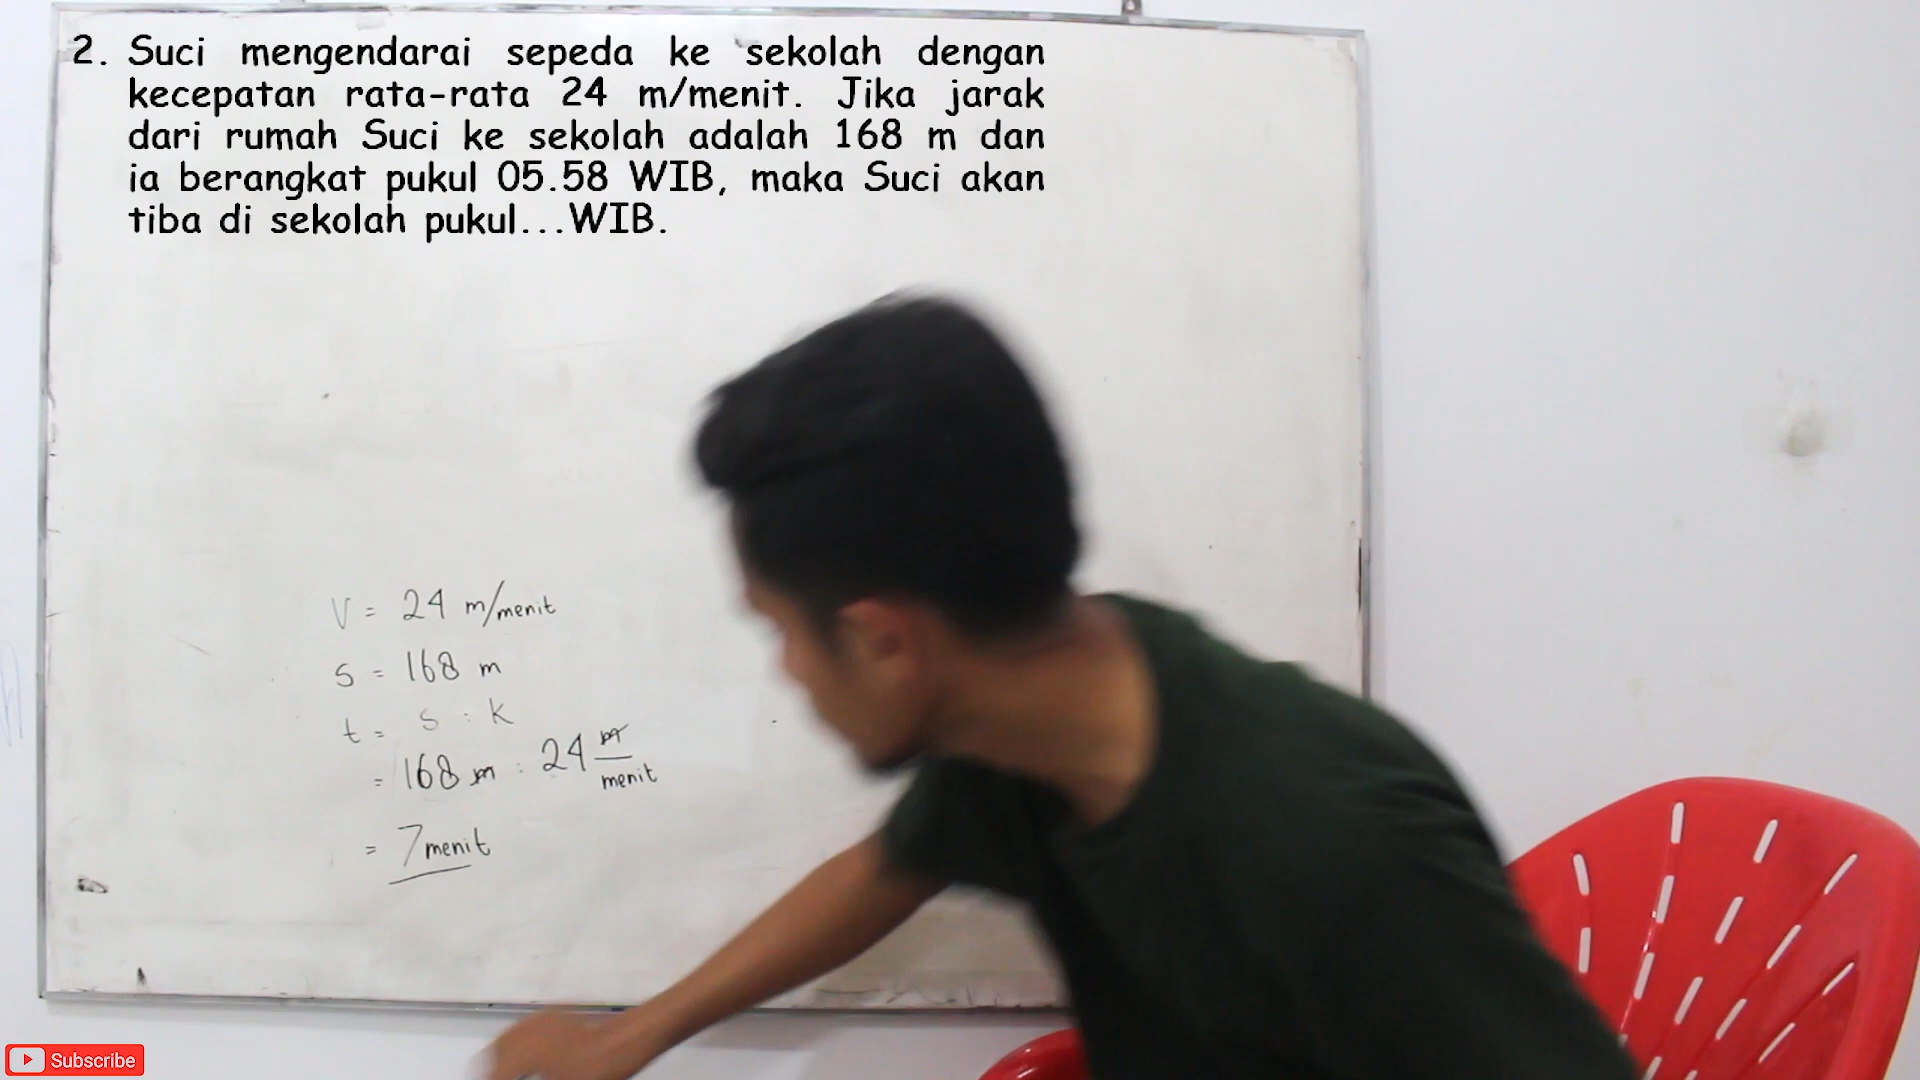 2. Suci mengendarai sepeda ke sekolah dengan
kecepatan rata-rata 24 m/menit. Jika jarak
dari rumah Suci ke sekolah adalah 168 m dan
ia berangkat pukul 05.58 WIB, maka Suci akan
tiba di sekolah pukul...WIB.
V = 24 m/menit
s = 168 m
t = s : k
= 168 m : 24 m/menit
= 7 menit
Subscribe